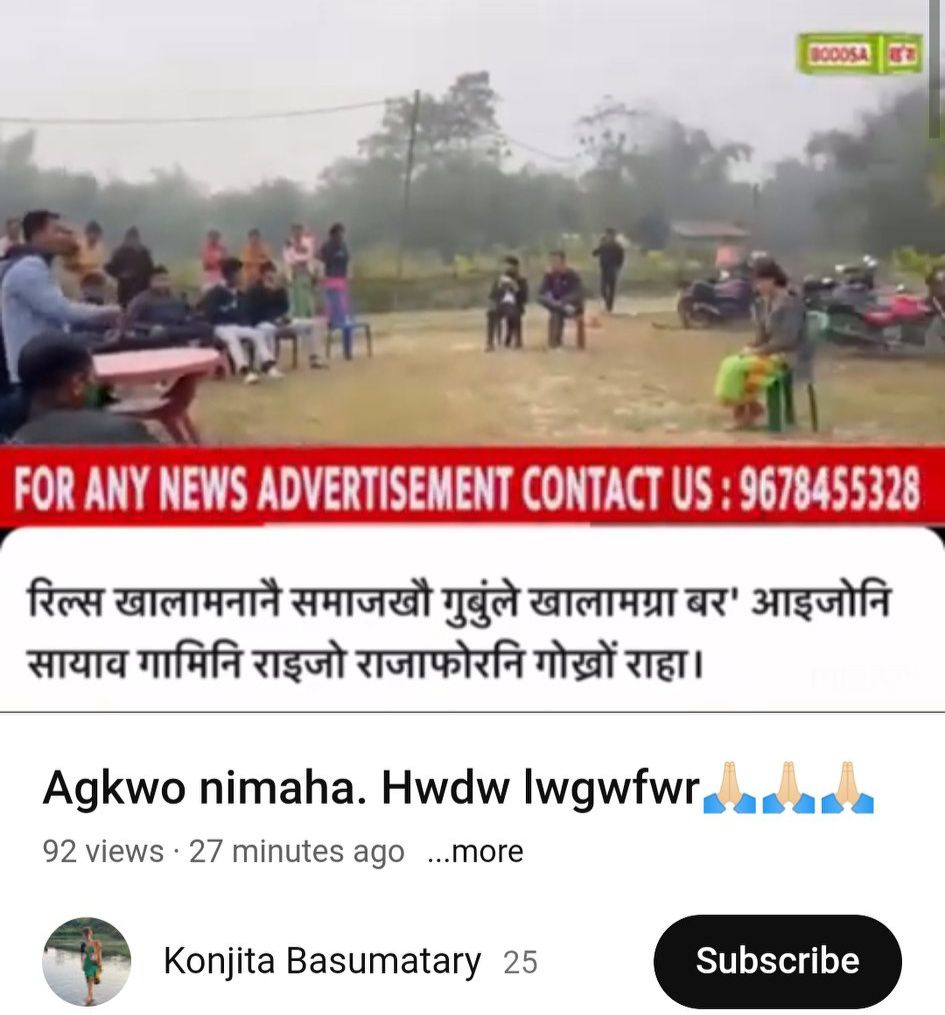 BODOSA
FOR ANY NEWS ADVERTISEMENT CONTACT US : 9678455328
रिल्स खालामनानै समाजखौ गुबुंले खालामग्रा बर' आइजोनि
सायाव गामिनि राइजो राजाफोरनि गोख्रों राहा।
Agkwo nimaha. Hwdw lwgwfwr🙏🏻🙏🏻🙏🏻
92 views · 27 minutes ago ...more
Konjita Basumatary 25
Subscribe